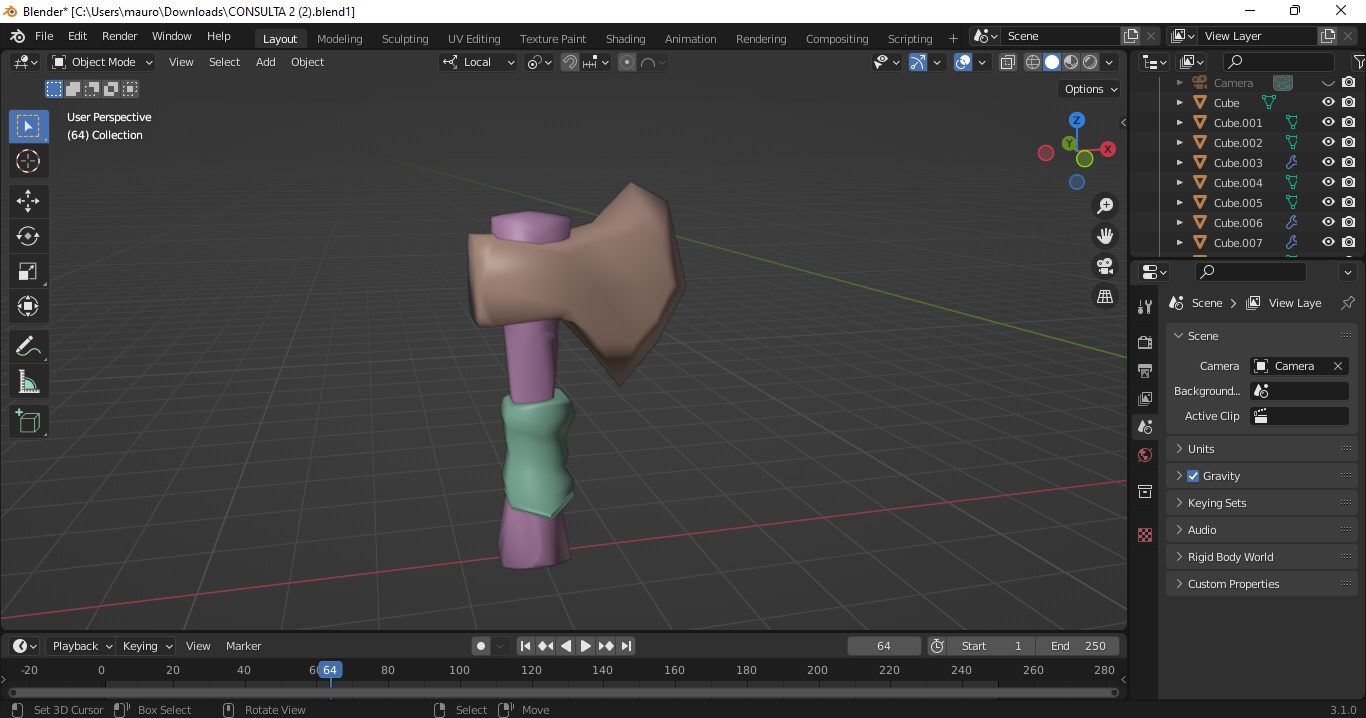 Blender* [C:\Users\mauro\Downloads\CONSULTA 2 (2).blend1]
File Edit Render Window Help Layout Modeling Sculpting UV Editing Texture Paint Shading Animation Rendering Compositing Scripting + Scene View Layer
Object Mode View Select Add Object Local
Options
User Perspective
(64) Collection
Z
Y
X
Camera
Cube
Cube.001
Cube.002
Cube.003
Cube.004
Cube.005
Cube.006
Cube.007
Scene > View Laye
Scene
Camera Camera
Background...
Active Clip
Units
Gravity
Keying Sets
Audio
Rigid Body World
Custom Properties
Playback Keying View Marker 64 Start 1 End 250
-20 0 20 40 64 80 100 120 140 160 180 200 220 240 260 280
Set 3D Cursor Box Select Rotate View Select Move 3.1.0